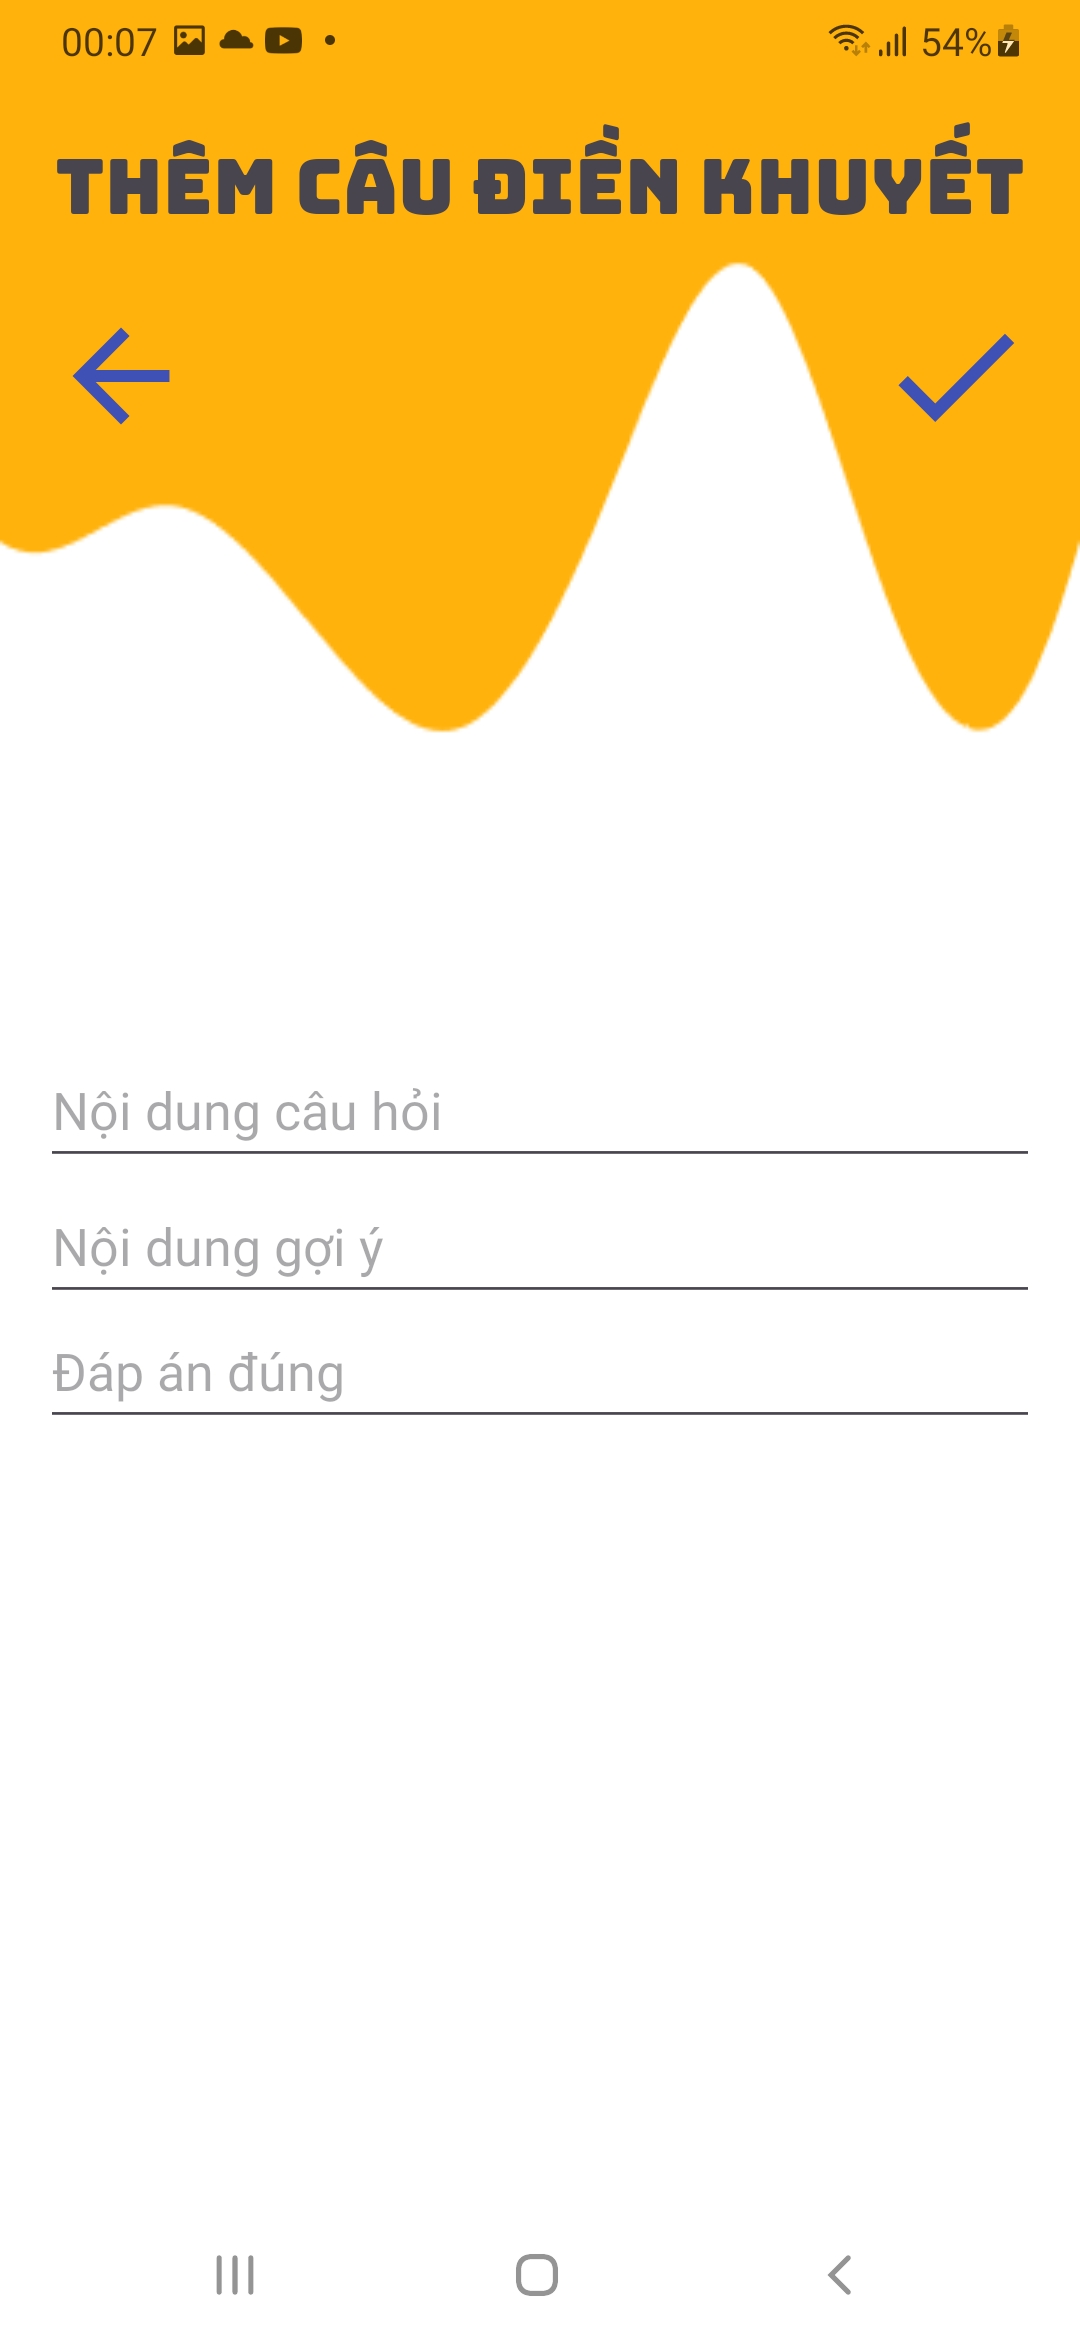 00:07
54%
THÊM CÂU ĐIỀN KHUYẾT
Nội dung câu hỏi
Nội dung gợi ý
Đáp án đúng